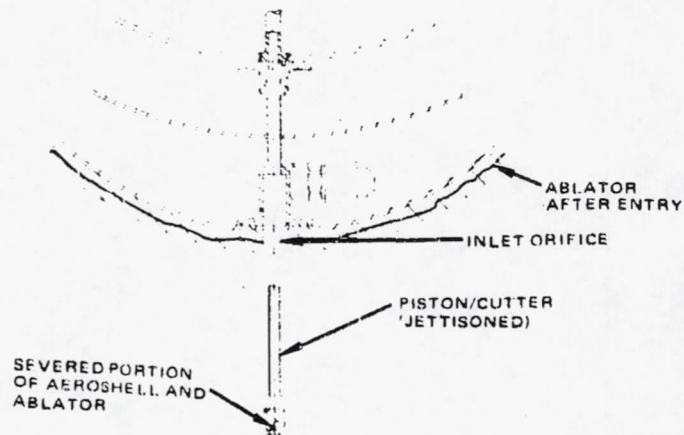 ABLATOR
AFTER ENTRY
INLET ORIFICE
PISTON/CUTTER
'JETTISONED)
SEVERED PORTION
OF AEROSHELL AND
ABLATOR